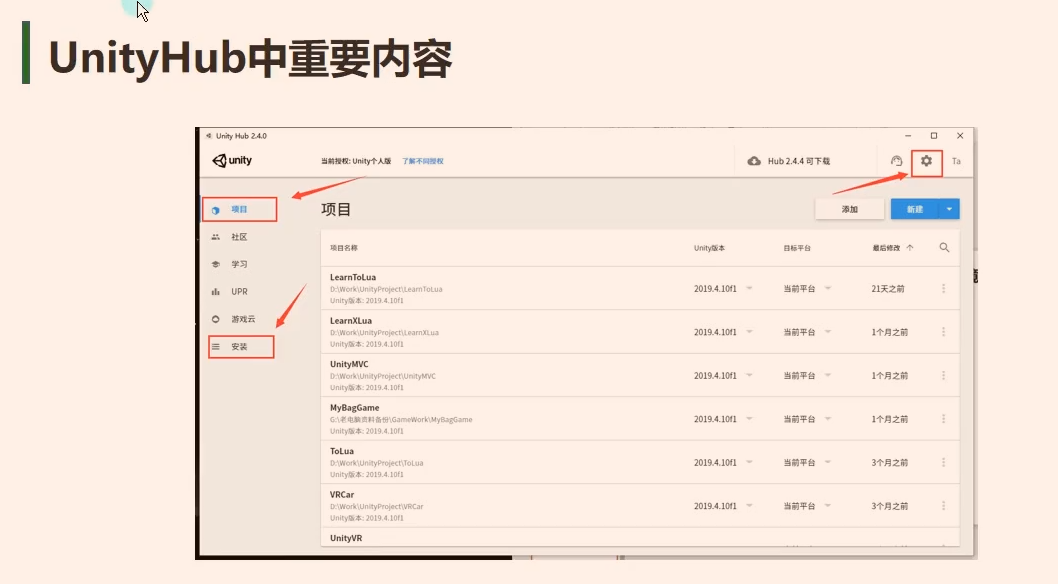 UnityHub中重要内容
Unity Hub 2.4.0
unity
当前授权: Unity个人版 了解不同授权
Hub 2.4.4 可下载
Ta
项目
社区
学习
UPR
游戏云
安装
项目
添加
新建
项目名称 Unity版本 目标平台 最后修改
LearnToLua
D:\Work\UnityProject\LearnToLua
Unity版本: 2019.4.10f1
2019.4.10f1 当前平台 21天之前
LearnXLua
D:\Work\UnityProject\LearnXLua
Unity版本: 2019.4.10f1
2019.4.10f1 当前平台 1个月之前
UnityMVC
D:\Work\UnityProject\UnityMVC
Unity版本: 2019.4.10f1
2019.4.10f1 当前平台 1个月之前
MyBagGame
G:\老电脑资料备份\GameWork\MyBagGame
Unity版本: 2019.4.10f1
2019.4.10f1 当前平台 1个月之前
ToLua
D:\Work\UnityProject\ToLua
Unity版本: 2019.4.10f1
2019.4.10f1 当前平台 3个月之前
VRCar
D:\Work\UnityProject\VRCar
Unity版本: 2019.4.10f1
2019.4.10f1 当前平台 3个月之前
UnityVR